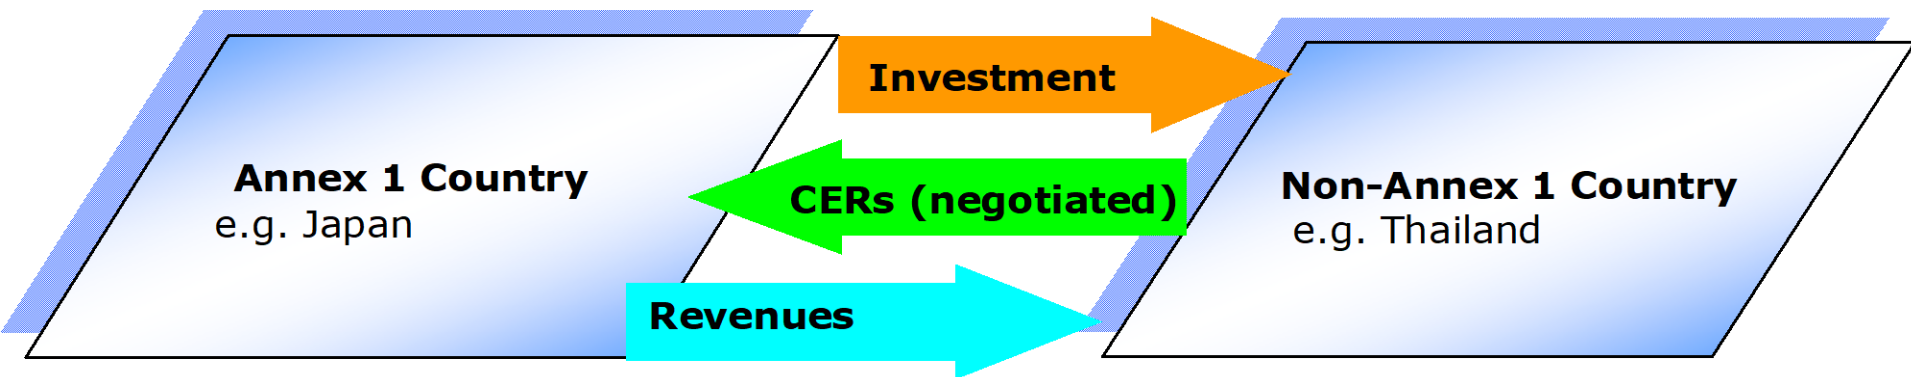 Annex 1 Country
e.g. Japan
Investment
CERs (negotiated)
Revenues
Non-Annex 1 Country
e.g. Thailand